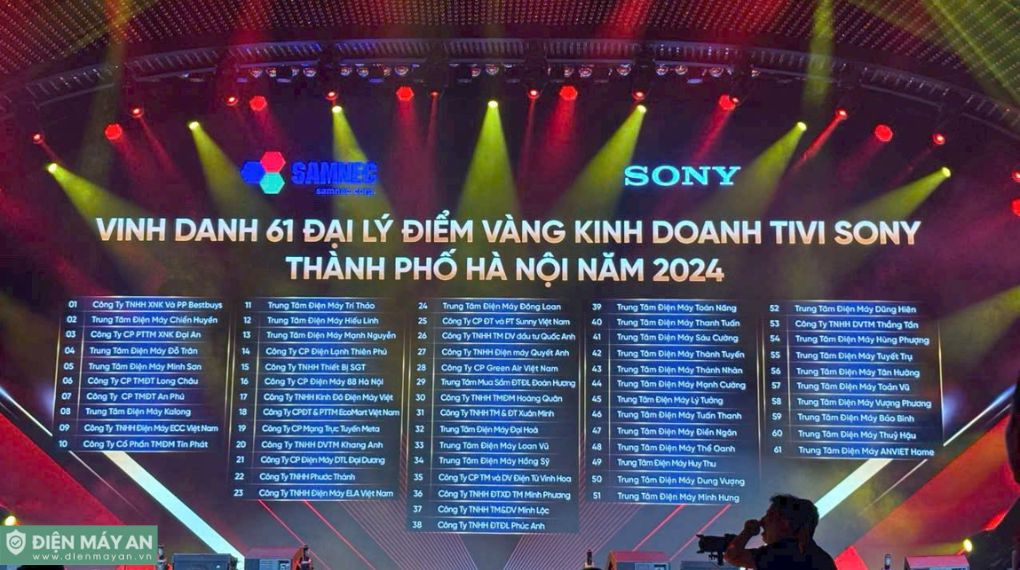 SAMNEC
samnec corp.
SONY
VINH DANH 61 ĐẠI LÝ ĐIỂM VÀNG KINH DOANH TIVI SONY
THÀNH PHỐ HÀ NỘI NĂM 2024
01 Công Ty TNHH XNK Và PP Bestbuys
02 Trung Tâm Điện Máy Chiến Huyền
03 Công Ty CP PTTM XNK Đại An
04 Trung Tâm Điện Máy Đỗ Trân
05 Trung Tâm Điện Máy Minh Sơn
06 Công Ty CP TMĐT Long Châu
07 Công Ty CP TMĐT An Phú
08 Trung Tâm Điện Máy Kalong
09 Công Ty TNHH Điện Máy ECC Việt Nam
10 Công Ty Cổ Phần TMDM Tín Phát
11 Trung Tâm Điện Máy Trí Thảo
12 Trung Tâm Điện Máy Hiếu Linh
13 Trung Tâm Điện Máy Mạnh Nguyễn
14 Công Ty CP Điện Lạnh Thiên Phú
15 Công Ty TNHH Thiết Bị SGT
16 Công Ty CP Điện Máy 88 Hà Nội
17 Công Ty TNHH Kinh Đô Điện Máy Việt
18 Công Ty CPĐT & PTTM EcoMart Việt Nam
19 Công Ty CP Mạng Trực Tuyến Meta
20 Công Ty TNHH DVTM Khang Anh
21 Công Ty CP Điện Máy DTL Đại Dương
22 Công Ty TNHH Phước Thành
23 Công Ty TNHH Điện Máy ELA Việt Nam
24 Trung Tâm Điện Máy Đông Loan
25 Công Ty CP ĐT và PT Sunny Việt Nam
26 Công Ty TNHH TM DV đầu tư Quốc Anh
27 Công Ty TNHH Điện máy Quyết Anh
28 Công Ty CP Green Air Việt Nam
29 Trung Tâm Mua Sắm ĐTĐL Đoàn Hương
30 Công Ty TNHH TMĐM Hoàng Quân
31 Công Ty TNHH TM & ĐT Xuân Minh
32 Trung Tâm Điện Máy Đại Hoà
33 Trung Tâm Điện Máy Loan Vũ
34 Trung Tâm Điện Máy Hồng Sỹ
35 Công Ty CP TM và DV Điện Tử Vinh Hoa
36 Công Ty TNHH ĐTXD TM Minh Phương
37 Công Ty TNHH TM&DV Minh Lộc
38 Công Ty TNHH ĐTĐL Phúc Anh
39 Trung Tâm Điện Máy Toàn Năng
40 Trung Tâm Điện Máy Thanh Tuấn
41 Trung Tâm Điện Máy Sáu Cường
42 Trung Tâm Điện Máy Thành Tuyến
43 Trung Tâm Điện Máy Thành Nhàn
44 Trung Tâm Điện Máy Mạnh Cường
45 Trung Tâm Điện Máy Lý Tưởng
46 Trung Tâm Điện Máy Tuấn Thanh
47 Trung Tâm Điện Máy Điền Ngân
48 Trung Tâm Điện Máy Thế Oanh
49 Trung Tâm Điện Máy Huy Thu
50 Trung Tâm Điện Máy Dung Vượng
51 Trung Tâm Điện Máy Minh Hưng
52 Trung Tâm Điện Máy Dũng Hiền
53 Công Ty TNHH DVTM Thắng Tần
54 Trung Tâm Điện Máy Hùng Phượng
55 Trung Tâm Điện Máy Tuyết Trụ
56 Trung Tâm Điện Máy Tân Hường
57 Trung Tâm Điện Máy Toản Vũ
58 Trung Tâm Điện Máy Vượng Phương
59 Trung Tâm Điện Máy Bảo Bình
60 Trung Tâm Điện Máy Thuỷ Hậu
61 Trung Tâm Điện Máy ANVIET Home
ĐIỆN MÁY AN
www.dienmayan.vn